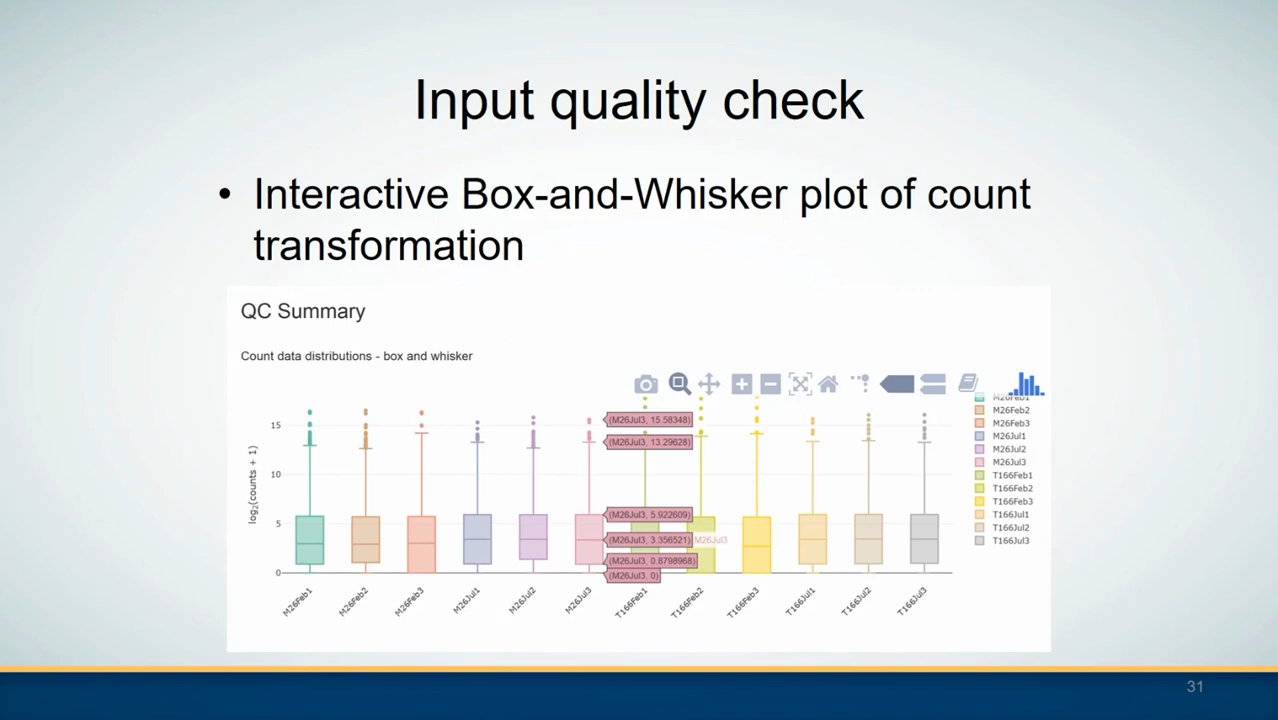 Input quality check
• Interactive Box-and-Whisker plot of count
transformation
QC Summary
Count data distributions - box and whisker
15
10
5
0
log2(counts + 1)
(M26Jul3, 15.58348)
(M26Jul3, 13.29628)
(M26Jul3, 5.922609)
(M26Jul3, 3.356521)
M26Jul3
(M26Jul3, 0.8798968)
(M26Jul3, 0)
M26Feb1
M26Feb2
M26Feb3
M26Jul1
M26Jul2
M26Jul3
T166Feb1
T166Feb2
T166Feb3
T166Jul1
T166Jul2
T166Jul3
M26Feb1
M26Feb2
M26Feb3
M26Jul1
M26Jul2
M26Jul3
T166Feb1
T166Feb2
T166Feb3
T166Jul1
T166Jul2
T166Jul3
31